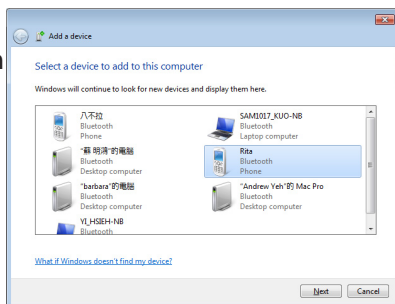 Add a device
Select a device to add to this computer
Windows will continue to look for new devices and display them here.
八不拉
Bluetooth
Phone
SAM1017_KUO-NB
Bluetooth
Laptop computer
"蘇 明鴻"的電腦
Bluetooth
Desktop computer
Rita
Bluetooth
Phone
"barbara"的電腦
Bluetooth
Desktop computer
"Andrew Yeh"的 Mac Pro
Bluetooth
Desktop computer
YI_HSIEH-NB
Bluetooth
What if Windows doesn't find my device?
Next
Cancel